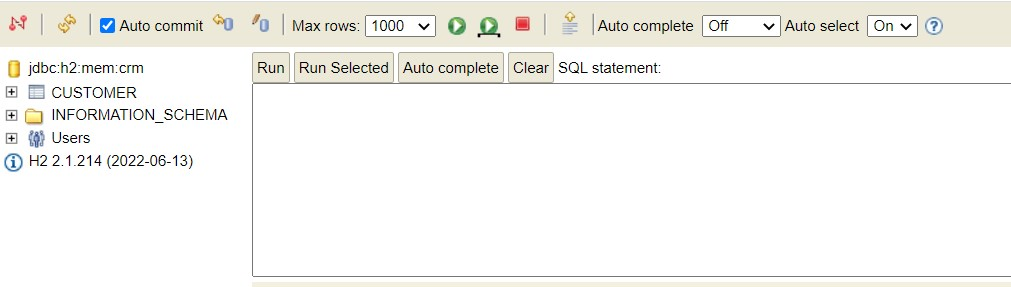 Auto commit Max rows: 1000 Auto complete Off Auto select On
jdbc:h2:mem:crm
CUSTOMER
INFORMATION_SCHEMA
Users
H2 2.1.214 (2022-06-13)
Run Run Selected Auto complete Clear SQL statement: